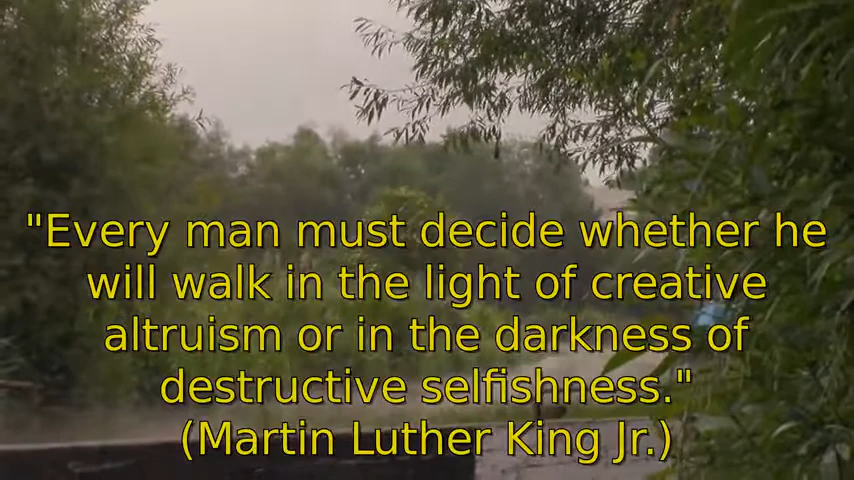 "Every man must decide whether he
will walk in the light of creative
altruism or in the darkness of
destructive selfishness."
(Martin Luther King Jr.)